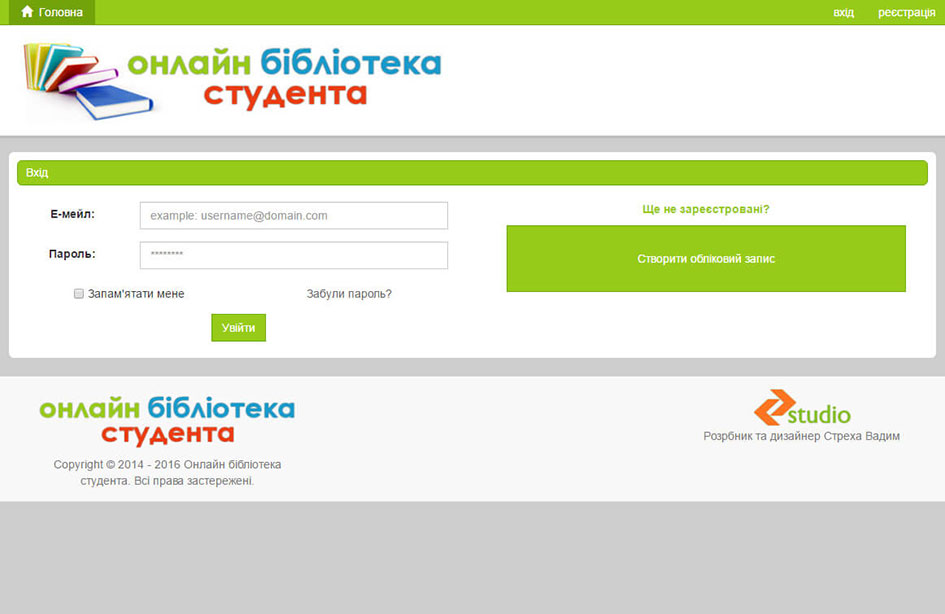 Головна
вхід
реєстрація
онлайн бібліотека
студента
Вхід
Е-мейл:
example: username@domain.com
Пароль:
********
Запам'ятати мене
Забули пароль?
Увійти
Ще не зареєстровані?
Створити обліковий запис
онлайн бібліотека
студента
Copyright © 2014 - 2016 Онлайн бібліотека
студента. Всі права застережені.
studio
Розрбник та дизайнер Стреха Вадим